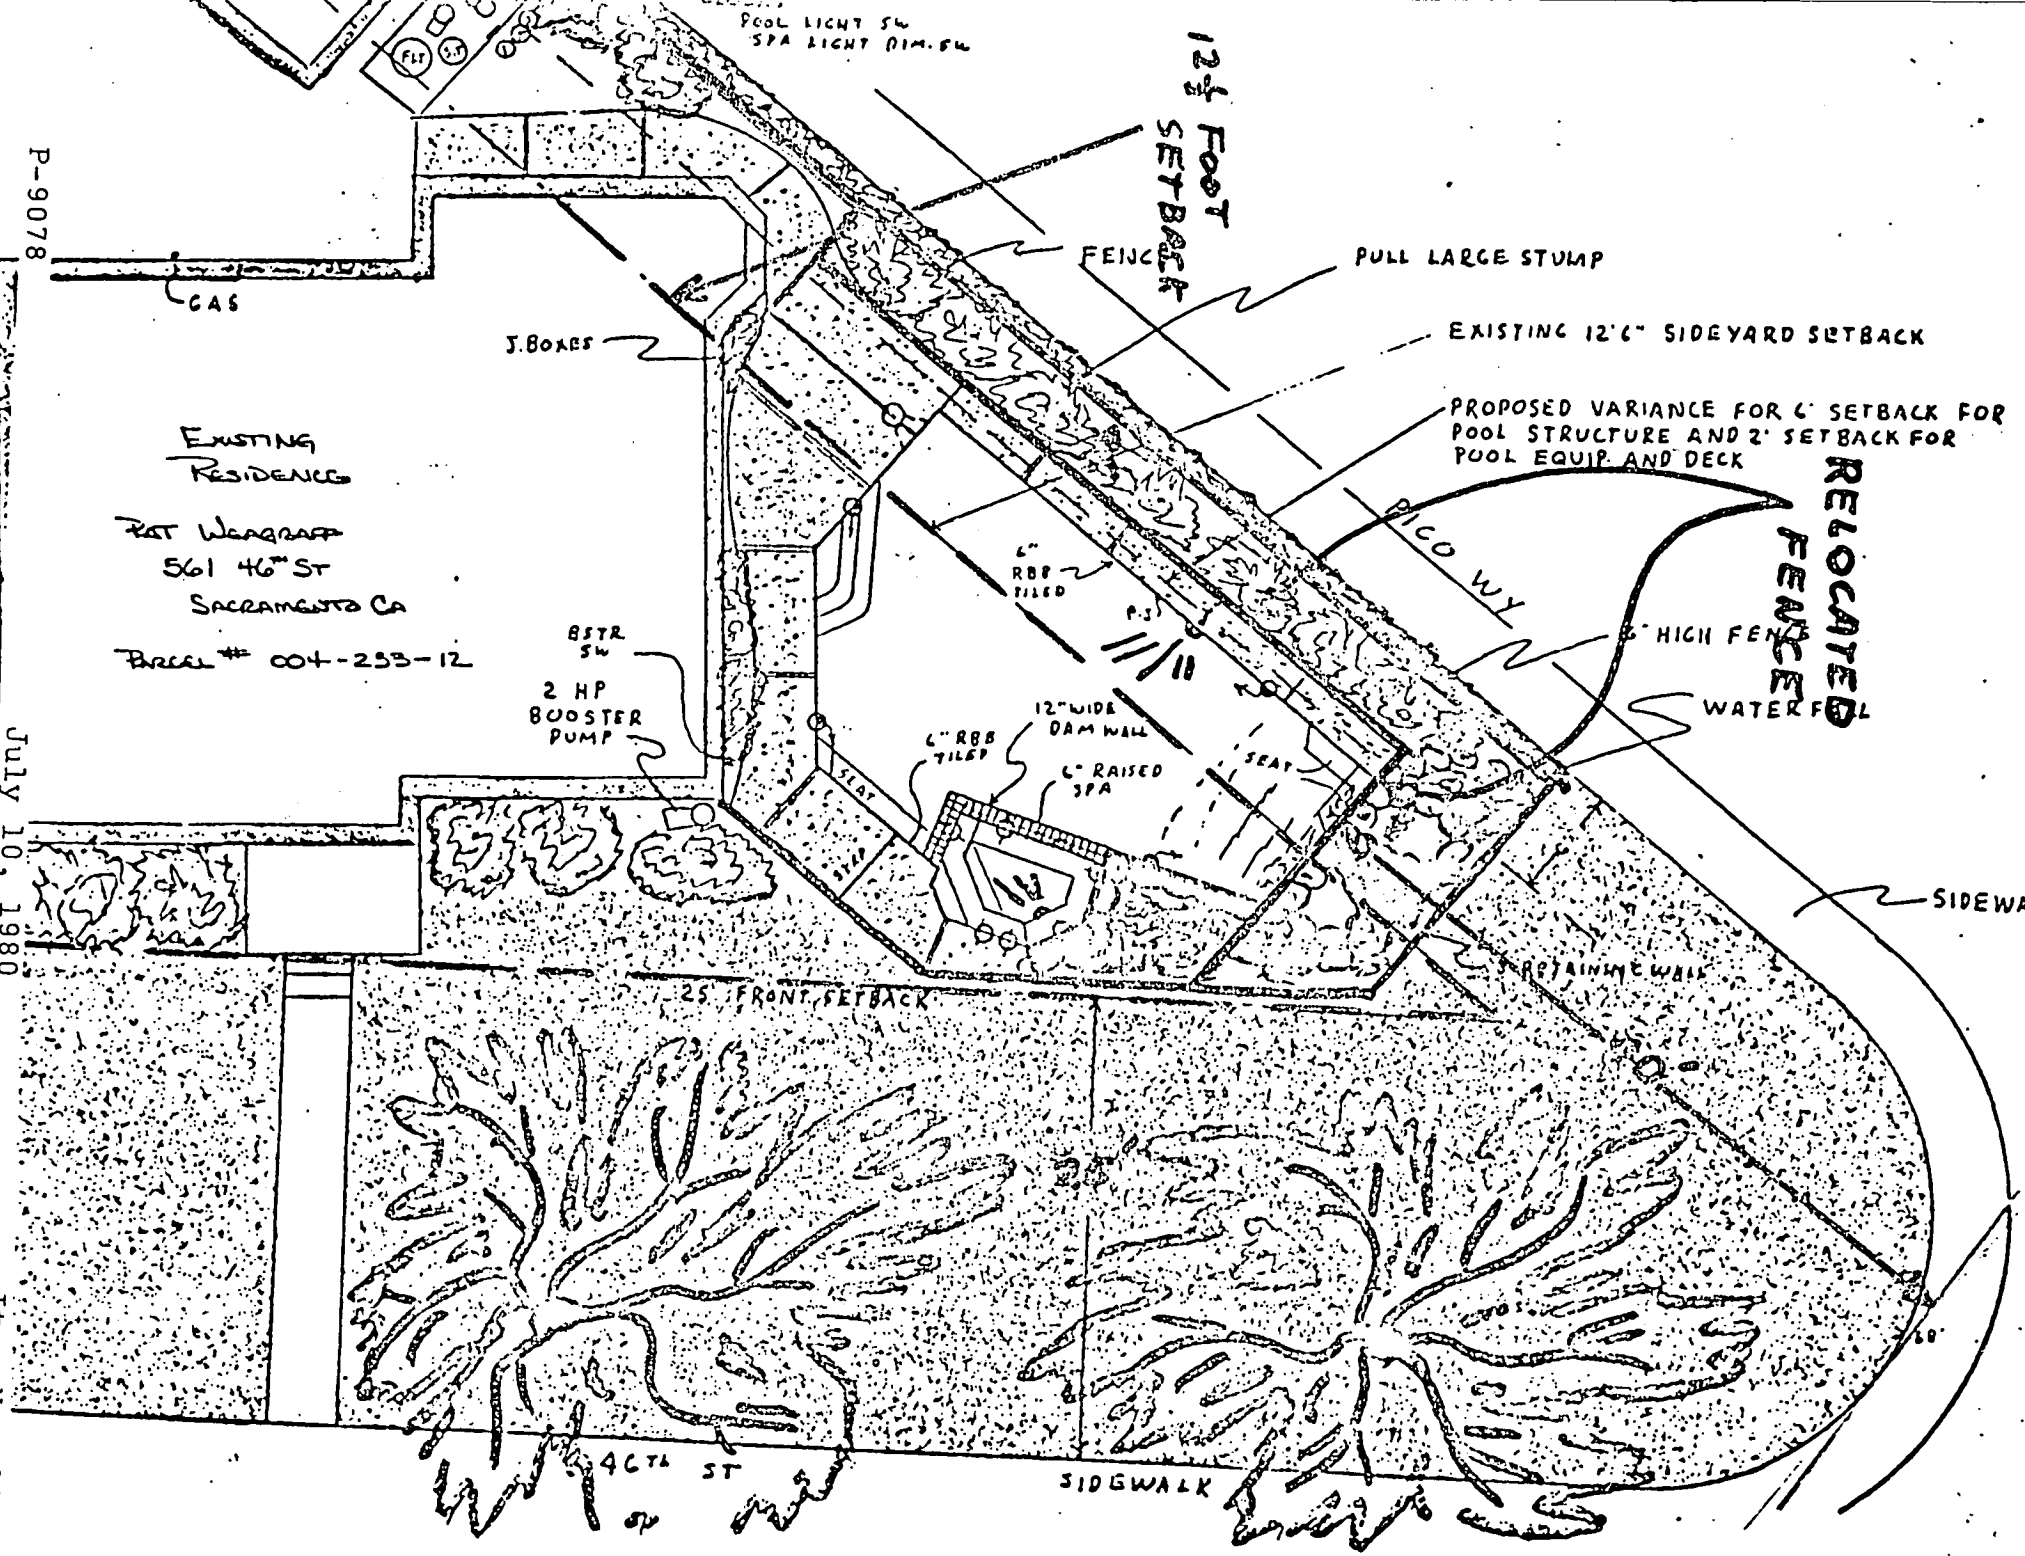 POOL LIGHT SW
SPA LIGHT DIM. SW
FLT
12½ FOOT
SETBACK
P-9078
GAS
FENCE
PULL LARGE STUMP
J.BOXES
EXISTING 12'6" SIDEYARD SETBACK
PROPOSED VARIANCE FOR 6' SETBACK FOR
POOL STRUCTURE AND 2' SETBACK FOR
POOL EQUIP. AND DECK
RELOCATED
FENCE
EXISTING
RESIDENCE
561 46TH ST
SACRAMENTO CA
PARCEL # 004-253-12
PICO WY
6"
RBB
TILED
P.S
6' HIGH FENCE
WATERFALL
BSTR
SW
2 HP
BOOSTER
PUMP
12" WIDE
DAM WALL
6" RBB
TILED
6" RAISED
SPA
SEAT
SEAT
STEP
SIDEWA
RETAINING WALL
25' FRONT SETBACK
July 10, 1980
46TH ST
SIDEWALK